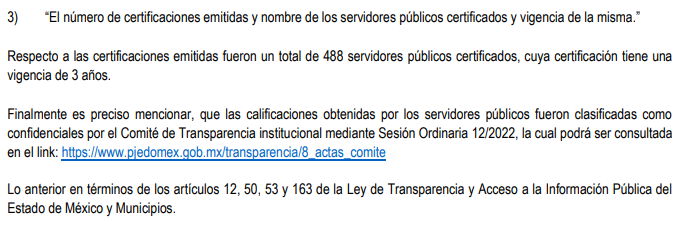 3) “El número de certificaciones emitidas y nombre de los servidores públicos certificados y vigencia de la misma.”
Respecto a las certificaciones emitidas fueron un total de 488 servidores públicos certificados, cuya certificación tiene una
vigencia de 3 años.
Finalmente es preciso mencionar, que las calificaciones obtenidas por los servidores públicos fueron clasificadas como
confidenciales por el Comité de Transparencia institucional mediante Sesión Ordinaria 12/2022, la cual podrá ser consultada
en el link: https://www.pjedomex.gob.mx/transparencia/8_actas_comite
Lo anterior en términos de los artículos 12, 50, 53 y 163 de la Ley de Transparencia y Acceso a la Información Pública del
Estado de México y Municipios.